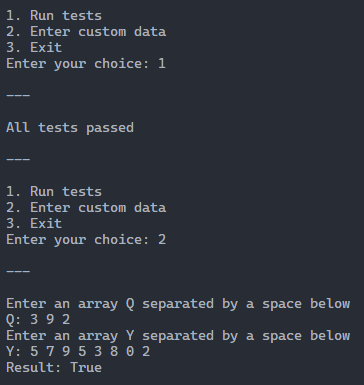 1. Run tests
2. Enter custom data
3. Exit
Enter your choice: 1
---
All tests passed
---
1. Run tests
2. Enter custom data
3. Exit
Enter your choice: 2
---
Enter an array Q separated by a space below
Q: 3 9 2
Enter an array Y separated by a space below
Y: 5 7 9 5 3 8 0 2
Result: True